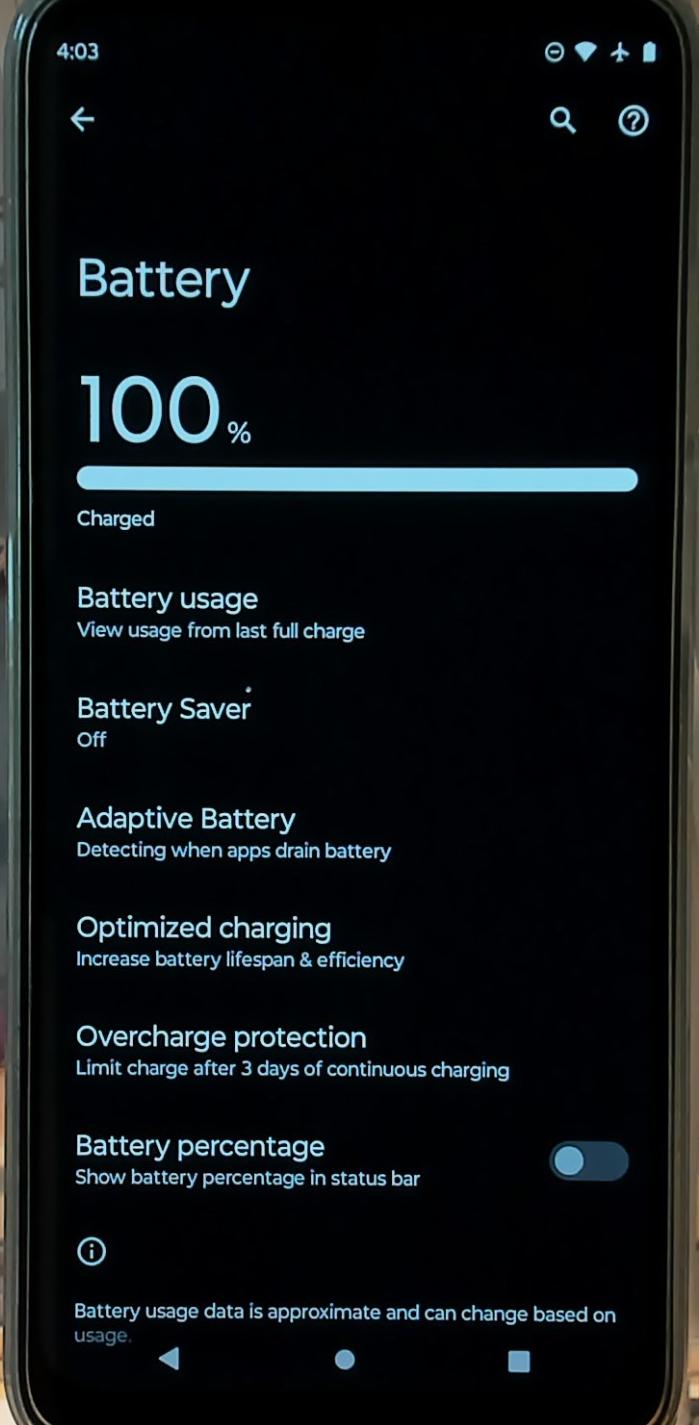 4:03
Battery
100%
Charged
Battery usage
View usage from last full charge
Battery Saver
Off
Adaptive Battery
Detecting when apps drain battery
Optimized charging
Increase battery lifespan & efficiency
Overcharge protection
Limit charge after 3 days of continuous charging
Battery percentage
Show battery percentage in status bar
Battery usage data is approximate and can change based on
usage.